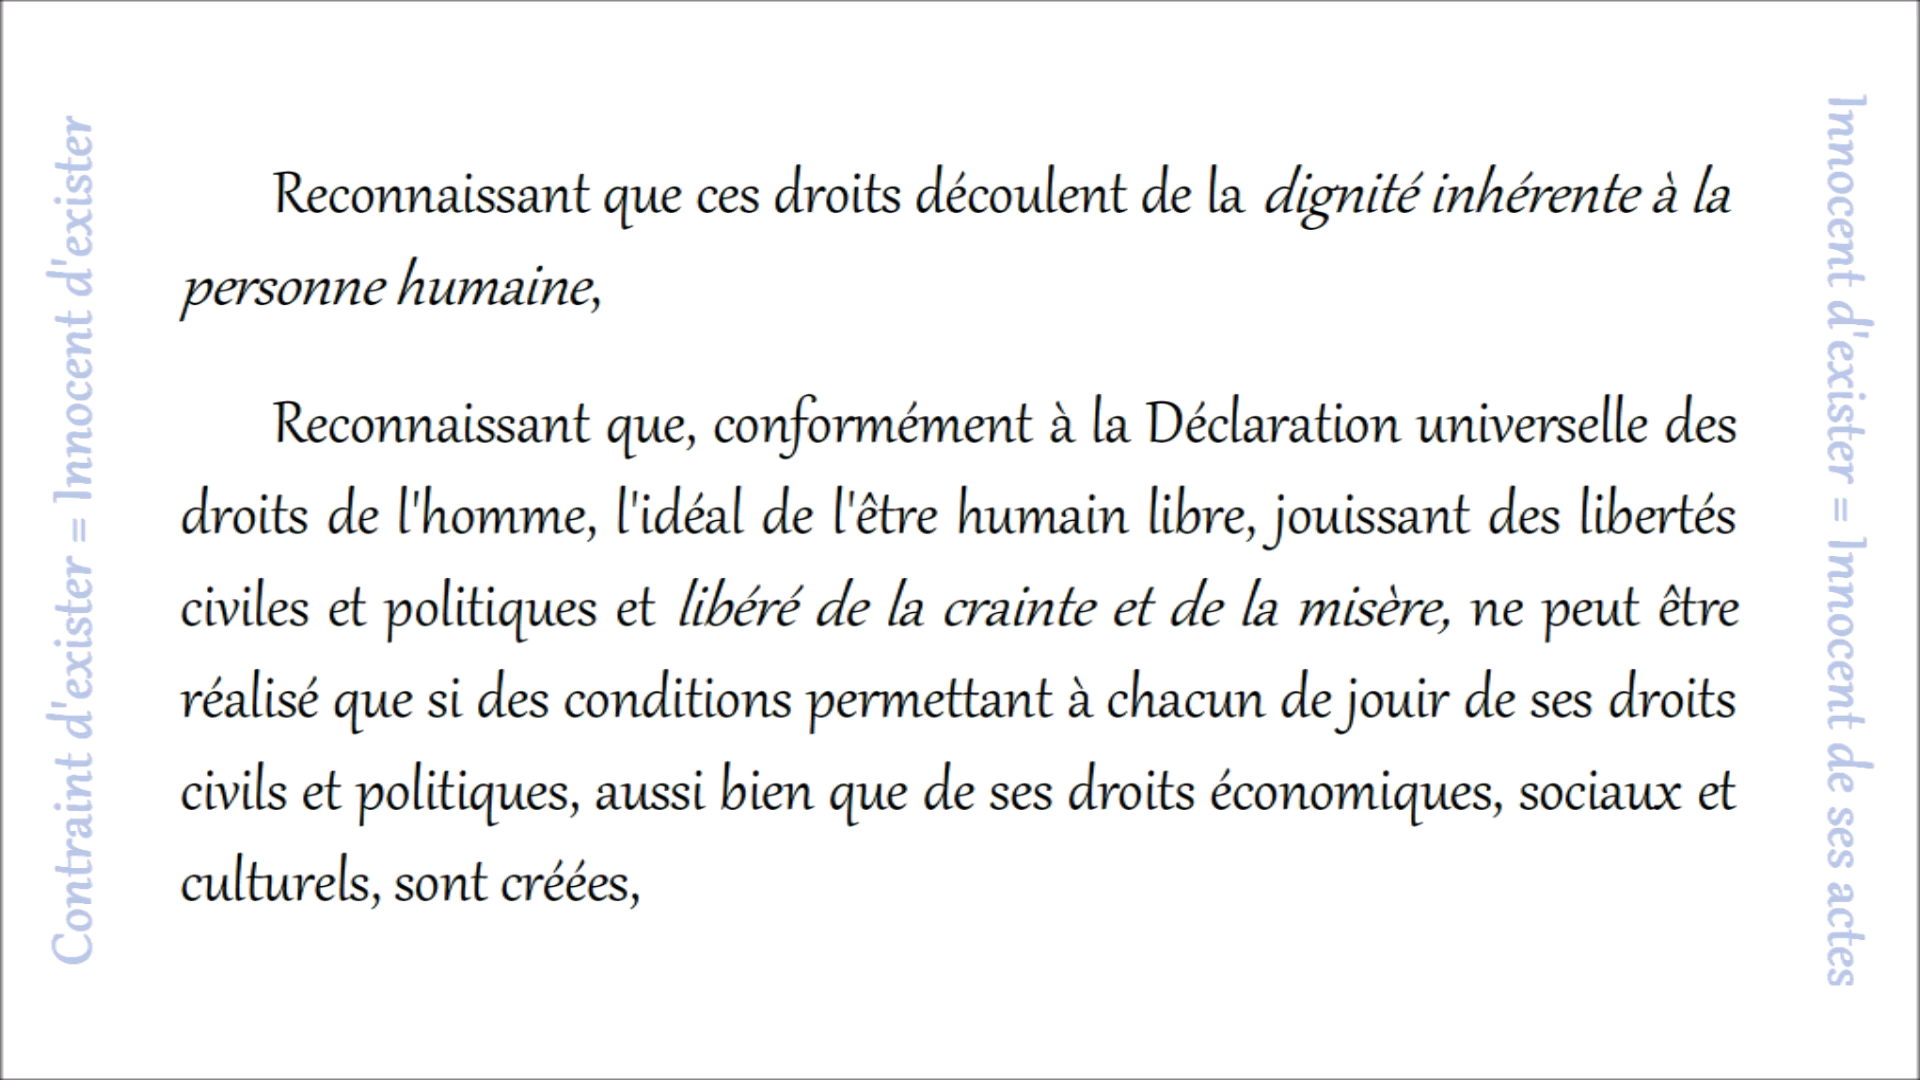 Contraint d'exister = Innocent d'exister
Reconnaissant que ces droits découlent de la dignité inhérente à la
personne humaine,
Reconnaissant que, conformément à la Déclaration universelle des
droits de l'homme, l'idéal de l'être humain libre, jouissant des libertés
civiles et politiques et libéré de la crainte et de la misère, ne peut être
réalisé que si des conditions permettant à chacun de jouir de ses droits
civils et politiques, aussi bien que de ses droits économiques, sociaux et
culturels, sont créées,
Innocent d'exister = Innocent de ses actes